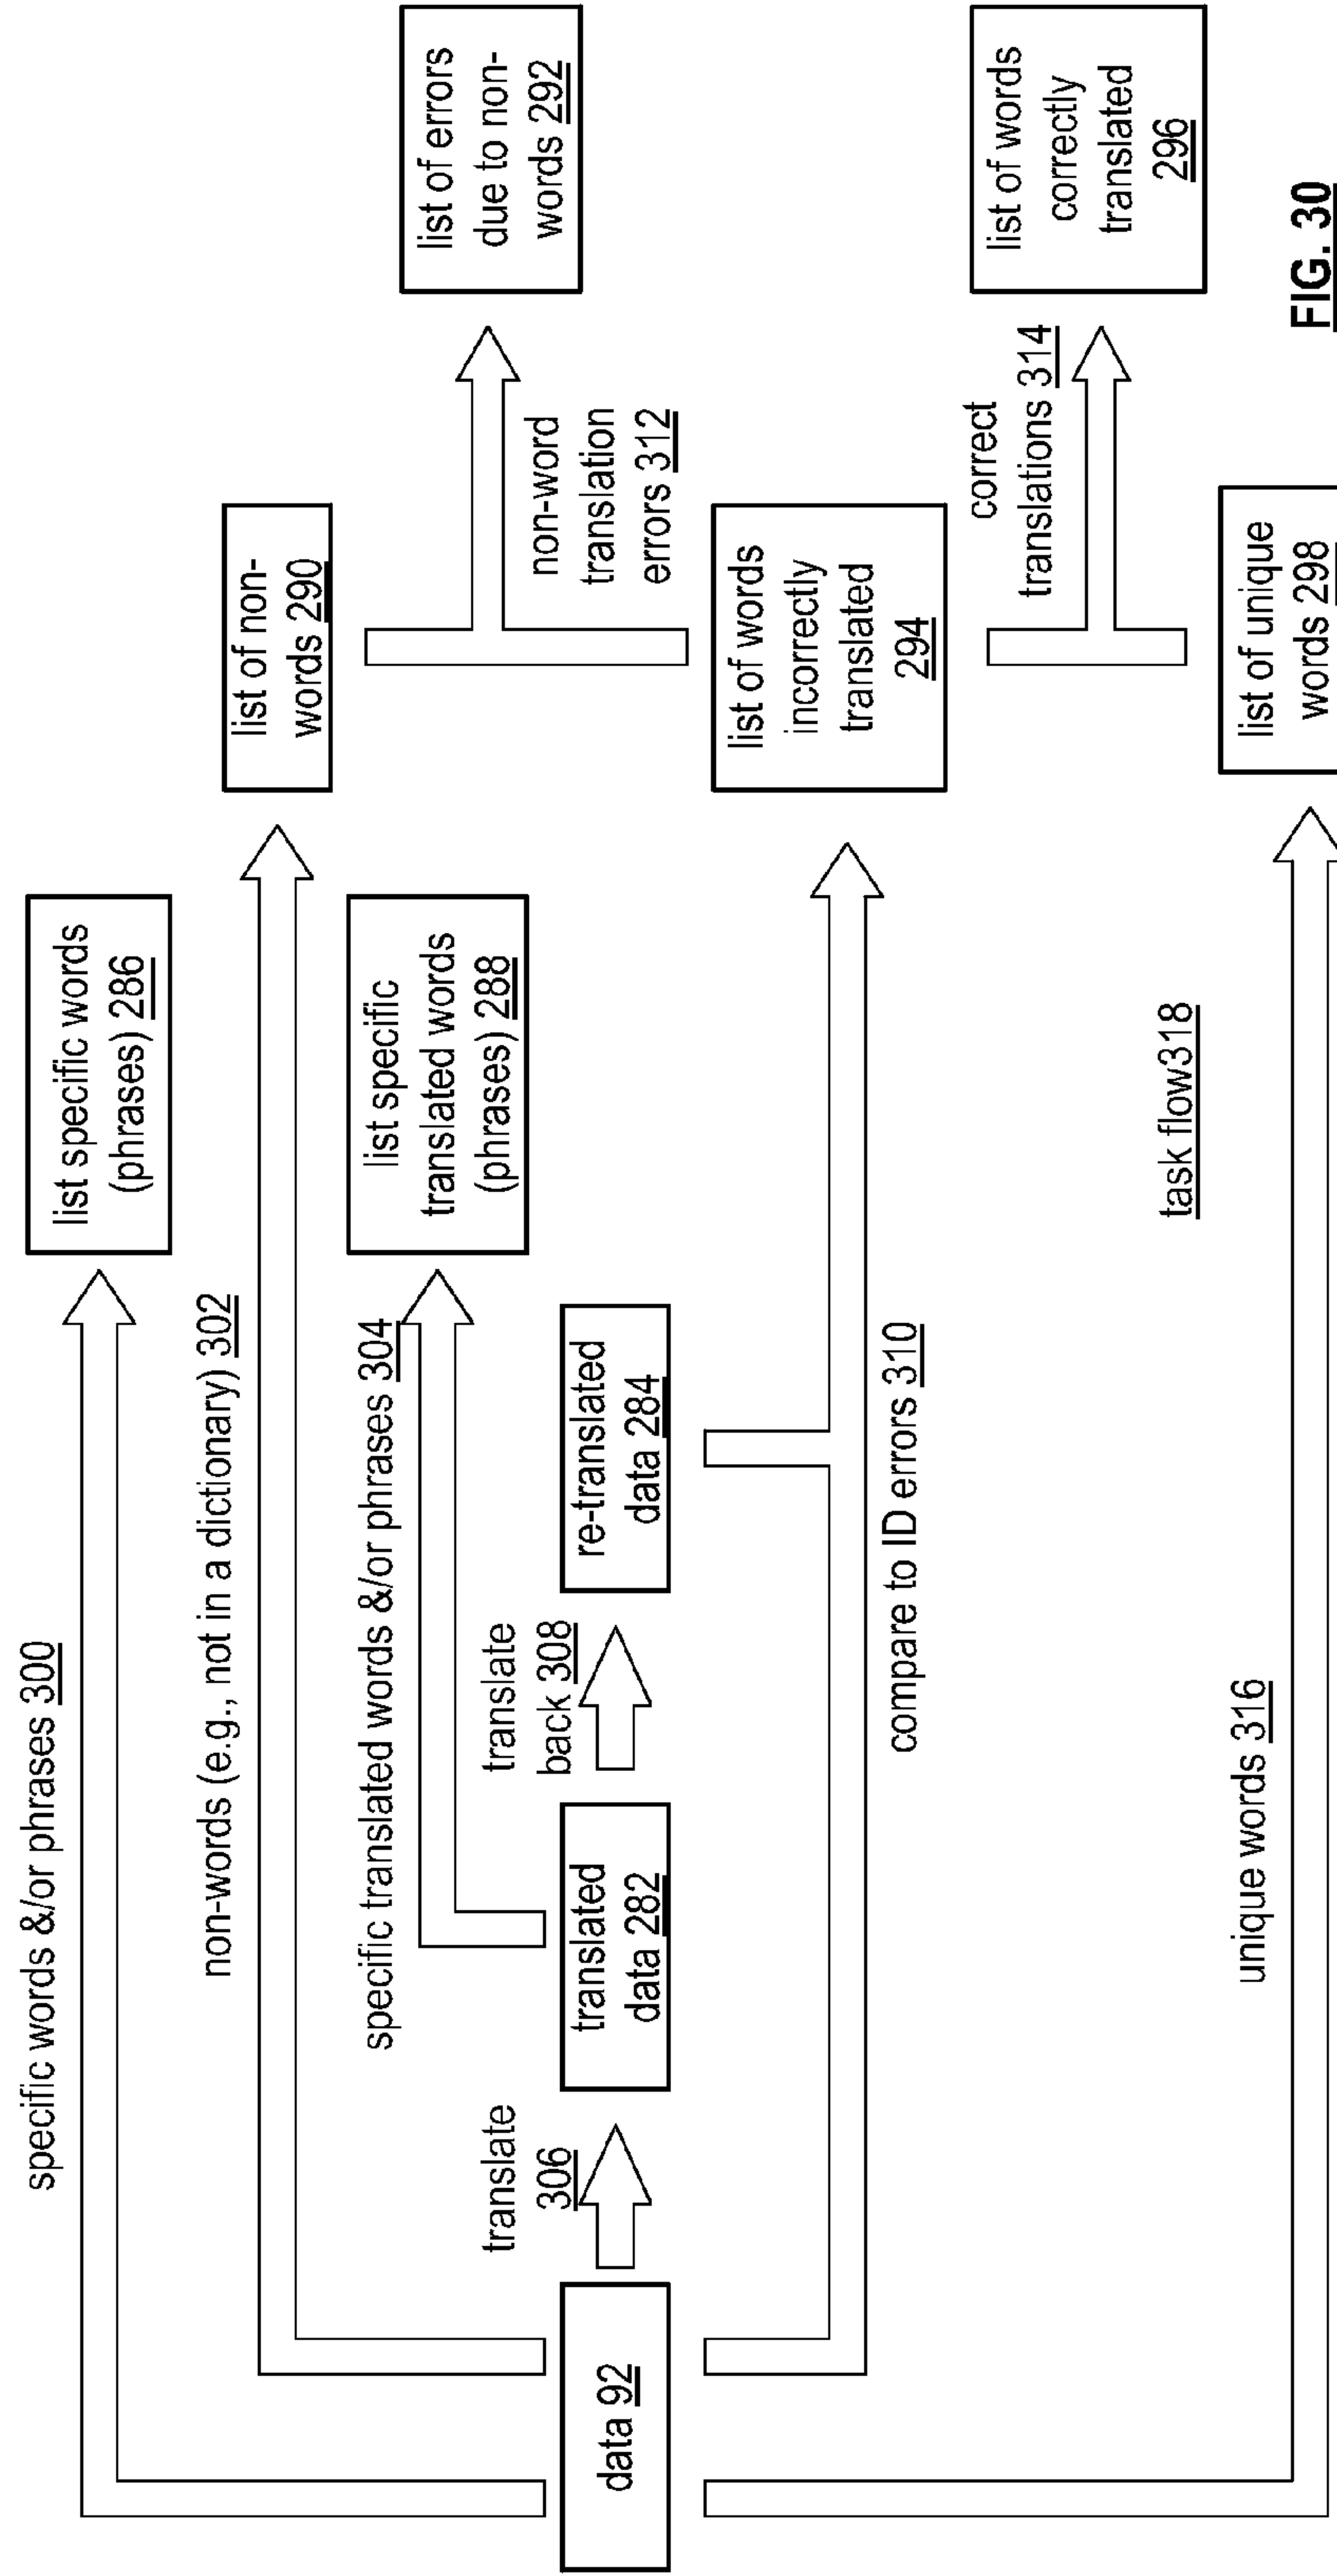 specific words &/or phrases 300
list specific words
(phrases) 286
non-words (e.g., not in a dictionary) 302
list of non-
words 290
list of errors
due to non-
words 292
specific translated words &/or phrases 304
list specific
translated words
(phrases) 288
non-word
translation
errors 312
translate
306
translate
back 308
data 92
translated
data 282
re-translated
data 284
list of words
incorrectly
translated
294
compare to ID errors 310
correct
translations 314
list of words
correctly
translated
296
task flow318
unique words 316
list of unique
words 298
FIG. 30